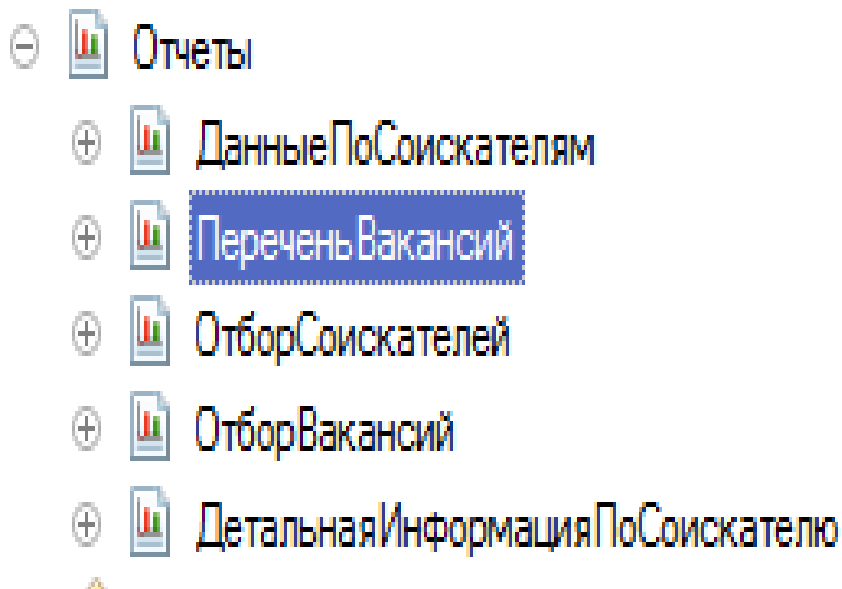 Отчеты
ДанныеПоСоискателям
ПереченьВакансий
ОтборСоискателей
ОтборВакансий
ДетальнаяИнформацияПоСоискателю